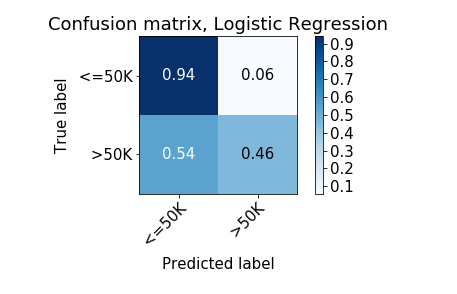 Confusion matrix, Logistic Regression
True label
<=50K
0.94
0.06
>50K
0.54
0.46
<=50K
>50K
Predicted label
0.9
0.8
0.7
0.6
0.5
0.4
0.3
0.2
0.1